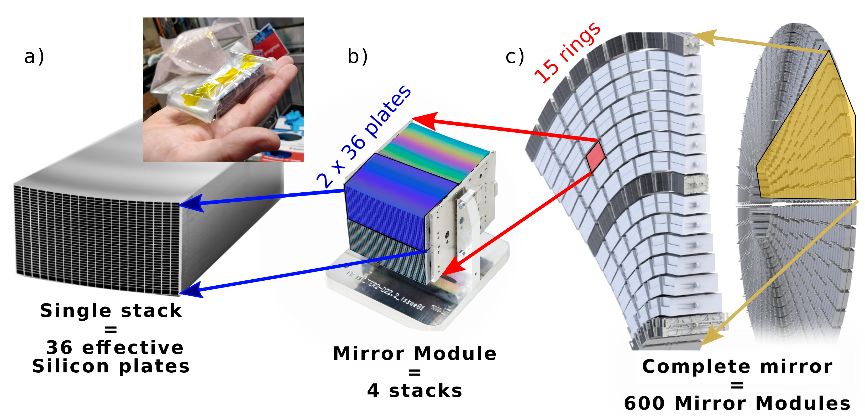 a)
Single stack
=
36 effective
Silicon plates
b)
2 x 36 plates
Mirror Module
=
4 stacks
c)
15 rings
Complete mirror
=
600 Mirror Modules